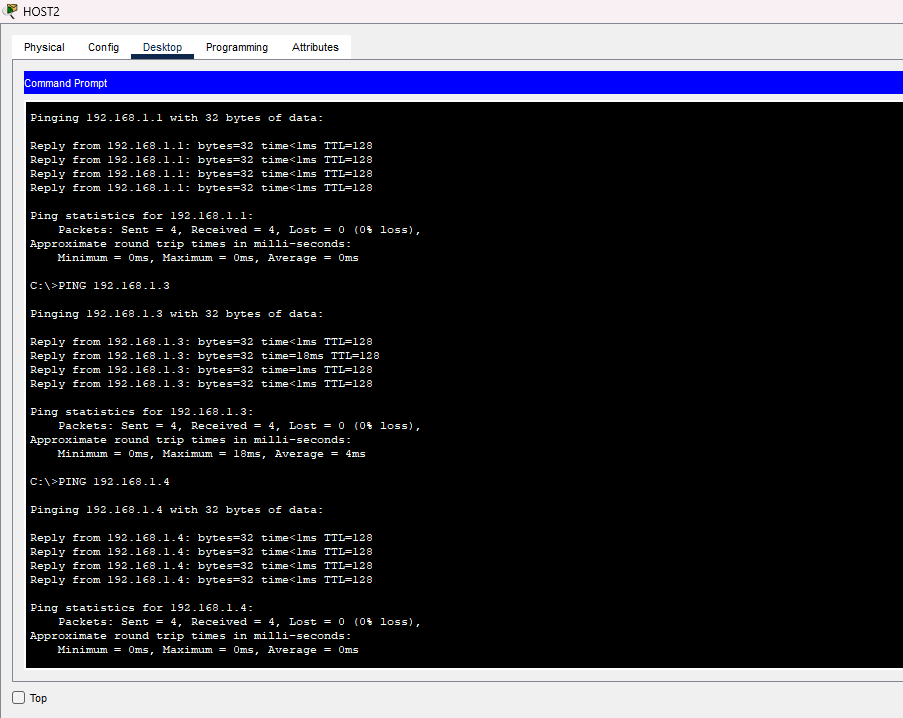 HOST2
Physical Config Desktop Programming Attributes
Command Prompt
Pinging 192.168.1.1 with 32 bytes of data:
Reply from 192.168.1.1: bytes=32 time<1ms TTL=128
Reply from 192.168.1.1: bytes=32 time<1ms TTL=128
Reply from 192.168.1.1: bytes=32 time<1ms TTL=128
Reply from 192.168.1.1: bytes=32 time<1ms TTL=128
Ping statistics for 192.168.1.1:
Packets: Sent = 4, Received = 4, Lost = 0 (0% loss),
Approximate round trip times in milli-seconds:
Minimum = 0ms, Maximum = 0ms, Average = 0ms
C:\>PING 192.168.1.3
Pinging 192.168.1.3 with 32 bytes of data:
Reply from 192.168.1.3: bytes=32 time<1ms TTL=128
Reply from 192.168.1.3: bytes=32 time=18ms TTL=128
Reply from 192.168.1.3: bytes=32 time=1ms TTL=128
Reply from 192.168.1.3: bytes=32 time<1ms TTL=128
Ping statistics for 192.168.1.3:
Packets: Sent = 4, Received = 4, Lost = 0 (0% loss),
Approximate round trip times in milli-seconds:
Minimum = 0ms, Maximum = 18ms, Average = 4ms
C:\>PING 192.168.1.4
Pinging 192.168.1.4 with 32 bytes of data:
Reply from 192.168.1.4: bytes=32 time<1ms TTL=128
Reply from 192.168.1.4: bytes=32 time<1ms TTL=128
Reply from 192.168.1.4: bytes=32 time<1ms TTL=128
Reply from 192.168.1.4: bytes=32 time<1ms TTL=128
Ping statistics for 192.168.1.4:
Packets: Sent = 4, Received = 4, Lost = 0 (0% loss),
Approximate round trip times in milli-seconds:
Minimum = 0ms, Maximum = 0ms, Average = 0ms
Top